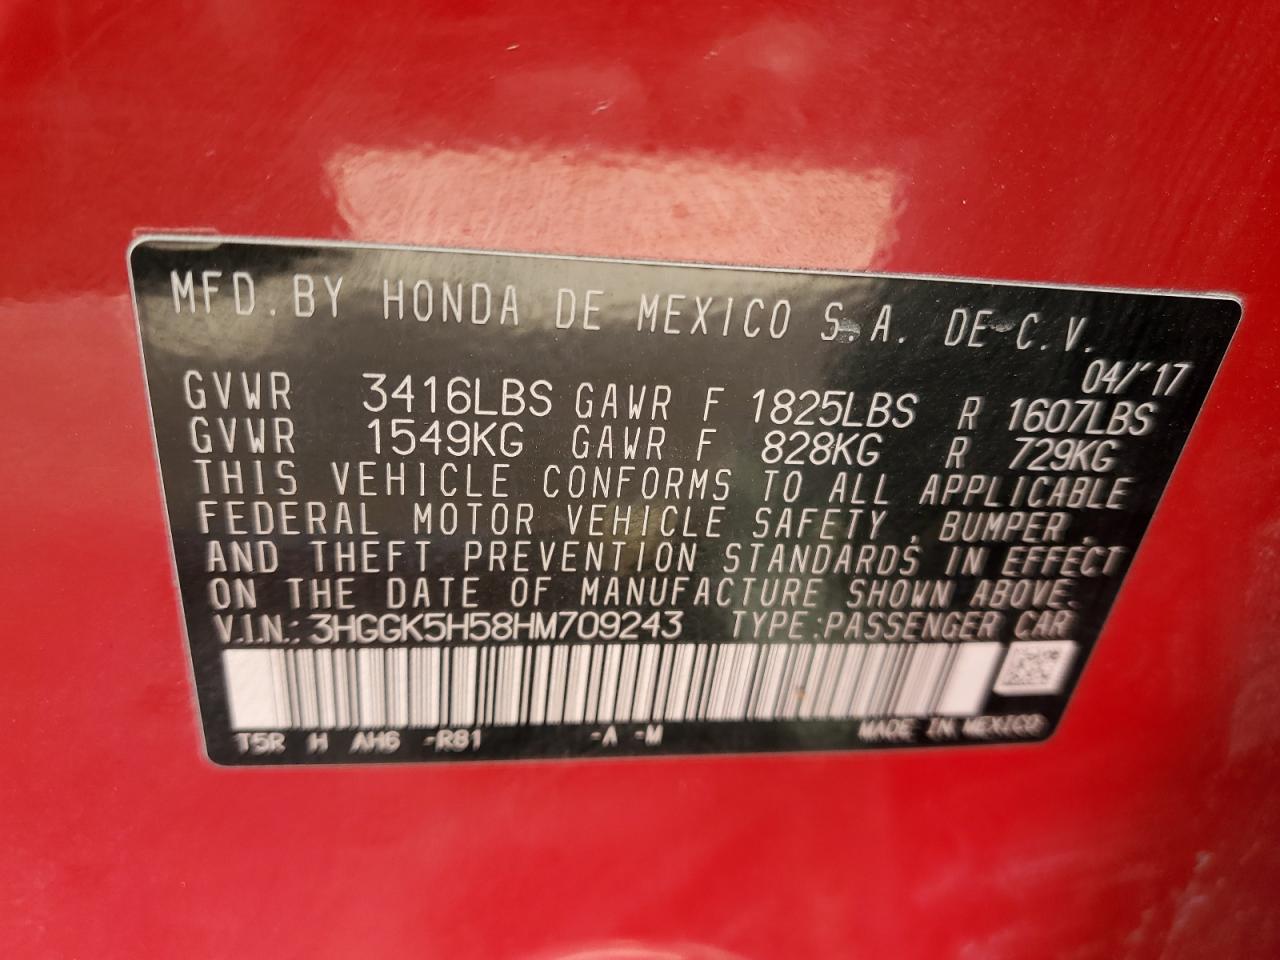 MFD. BY HONDA DE MEXICO S.A. DE C.V.
04/'17
GVWR 3416LBS GAWR F 1825LBS R 1607LBS
GVWR 1549KG GAWR F 828KG R 729KG
THIS VEHICLE CONFORMS TO ALL APPLICABLE
FEDERAL MOTOR VEHICLE SAFETY, BUMPER,
AND THEFT PREVENTION STANDARDS IN EFFECT
ON THE DATE OF MANUFACTURE SHOWN ABOVE.
V.I.N.: 3HGGK5H58HM709243 TYPE:PASSENGER CAR
T5R H AH6 -R81 -A -M MADE IN MEXICO